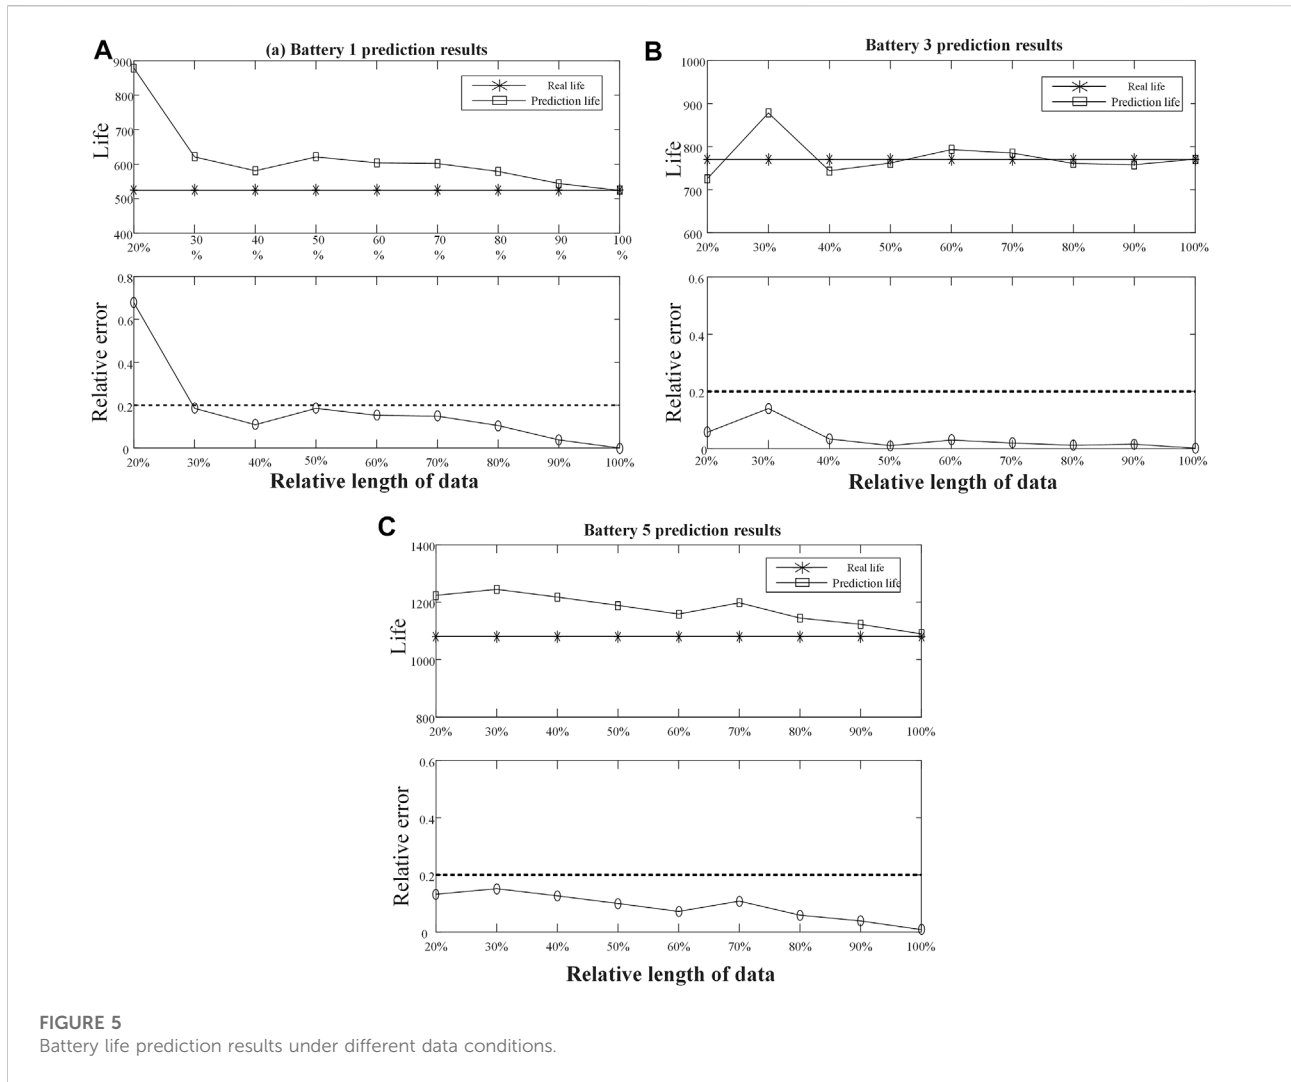 A
(a) Battery 1 prediction results
900
800
700
600
500
400
Life
Real life
Prediction life
20%
30 %
40 %
50 %
60 %
70 %
80 %
90 %
100 %
0.8
0.6
0.4
0.2
0
Relative error
20% 30% 40% 50% 60% 70% 80% 90% 100%
Relative length of data
B
Battery 3 prediction results
1000
900
800
700
600
Life
Real life
Prediction life
20% 30% 40% 50% 60% 70% 80% 90% 100%
0.6
0.4
0.2
0
Relative error
20% 30% 40% 50% 60% 70% 80% 90% 100%
Relative length of data
C
Battery 5 prediction results
1400
1200
1000
800
Life
Real life
Prediction life
20% 30% 40% 50% 60% 70% 80% 90% 100%
0.6
0.4
0.2
0
Relative error
20% 30% 40% 50% 60% 70% 80% 90% 100%
Relative length of data
FIGURE 5
Battery life prediction results under different data conditions.